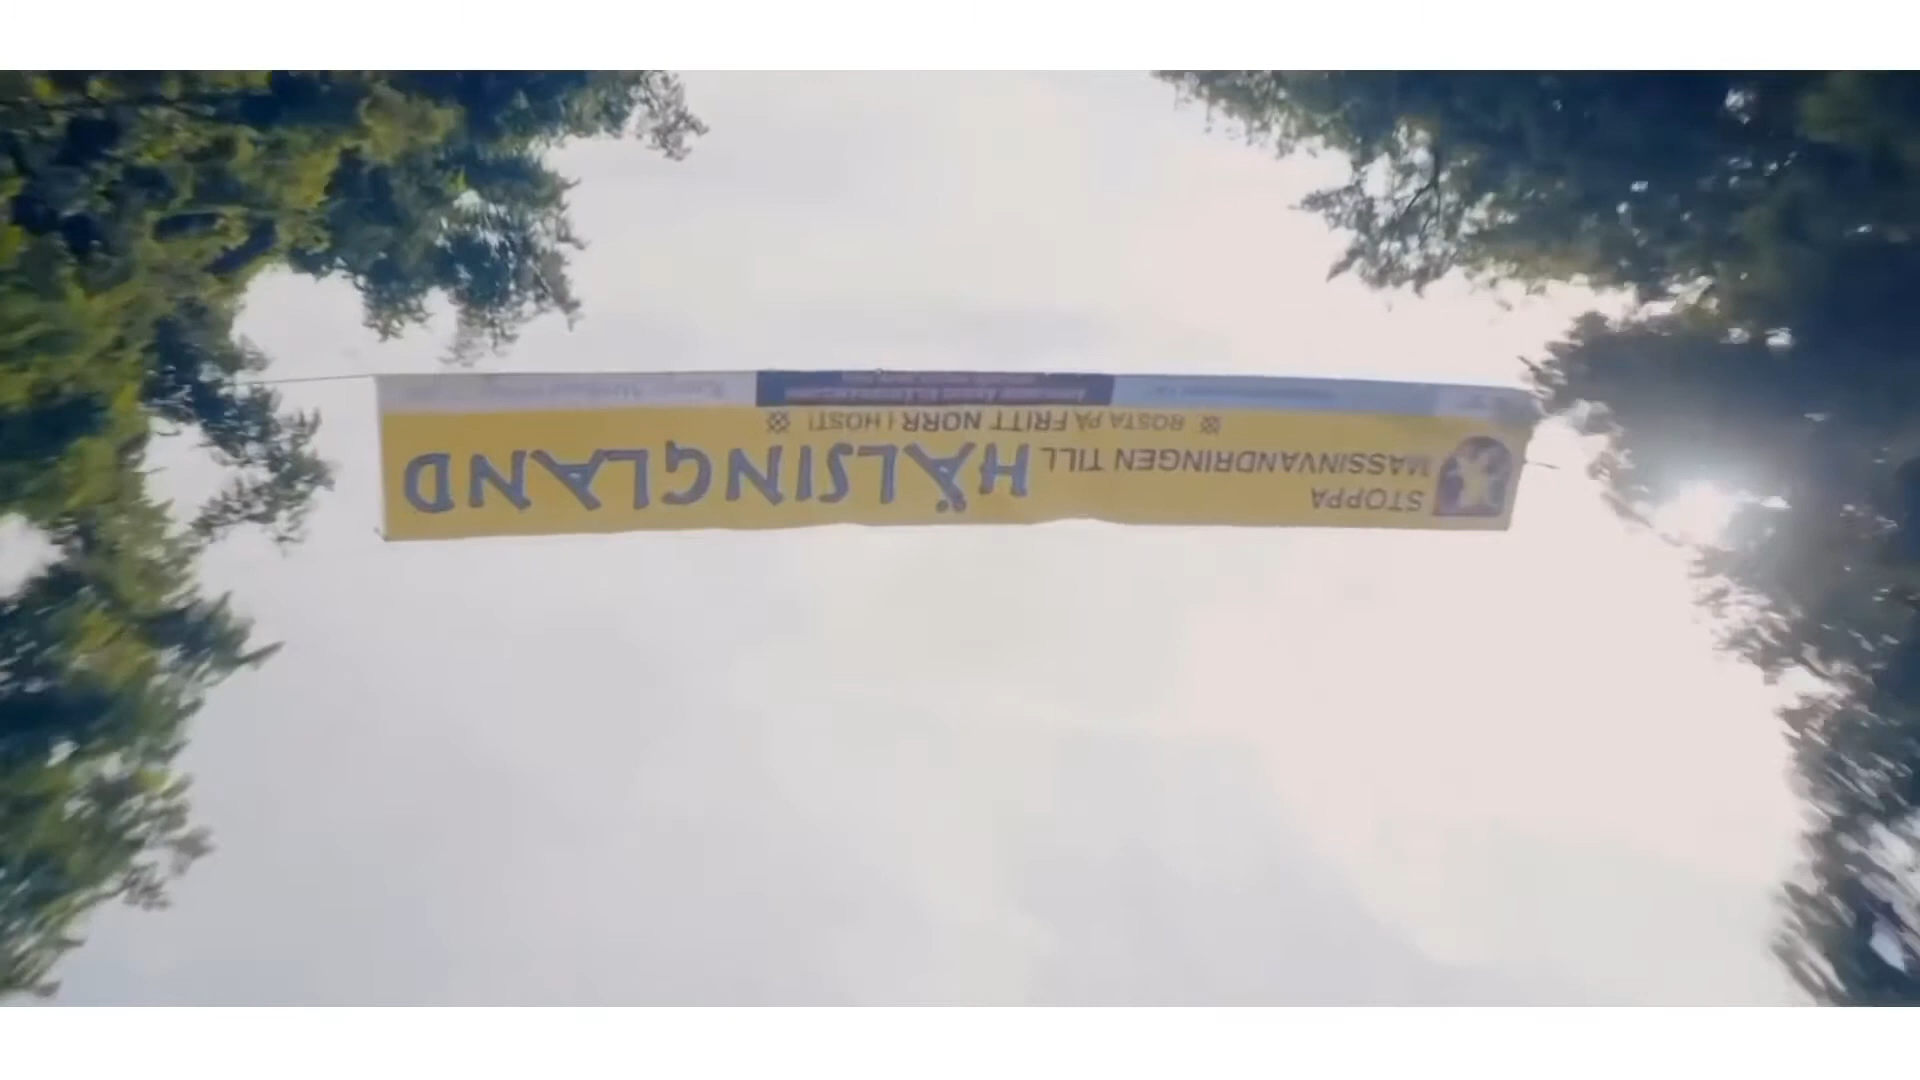 STOPPA
MASSINVANDRINGEN TILL HÄLSINGLAND
RÖSTA PÅ FRITT NORR I HÖST!